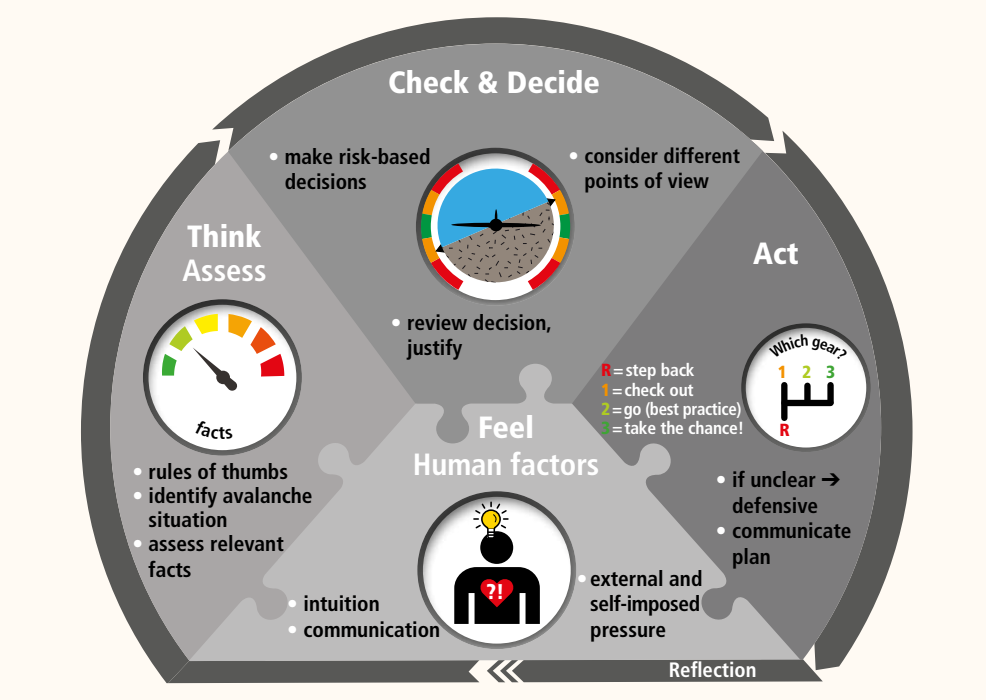 Check & Decide
• make risk-based
decisions
• consider different
points of view
• review decision,
justify
Think
Assess
facts
• rules of thumbs
• identify avalanche
situation
• assess relevant
facts
Act
Which gear?
1 2 3
R
R = step back
1 = check out
2 = go (best practice)
3 = take the chance!
• if unclear ➔
defensive
• communicate
plan
Feel
Human factors
?!
• intuition
• communication
• external and
self-imposed
pressure
Reflection